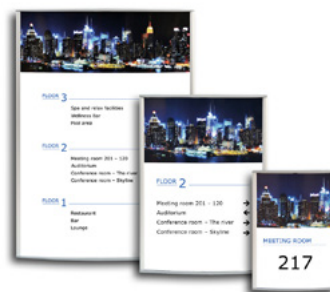 FLOOR 3
Spa and relax facilities
Wellness bar
Pool area
FLOOR 2
Meeting room 201 - 120
Auditorium
Conference room - The river
Conference room - Skyline
FLOOR 1
Restaurant
Bar
Lounge
FLOOR 2
Meeting room 201 - 120
Auditorium
Conference room - The river
Conference room - Skyline
MEETING ROOM
217